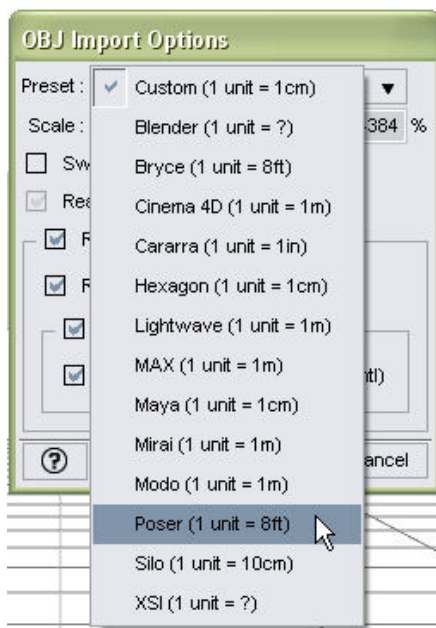 OBJ Import Options
Preset :
Custom (1 unit = 1cm)
Scale :
Blender (1 unit = ?)
384 %
Bryce (1 unit = 8ft)
Cinema 4D (1 unit = 1m)
Cararra (1 unit = 1in)
Hexagon (1 unit = 1cm)
Lightwave (1 unit = 1m)
MAX (1 unit = 1m)
Maya (1 unit = 1cm)
Mirai (1 unit = 1m)
Modo (1 unit = 1m)
Poser (1 unit = 8ft)
Silo (1 unit = 10cm)
XSI (1 unit = ?)